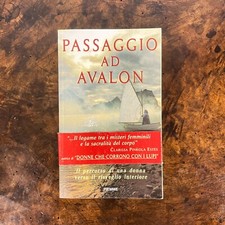 PASSAGGIO
AD
AVALON
"...Il legame tra i misteri femminili
e la sacralità del corpo"
CLARISSA PINKOLA ESTÉS
autrice di "DONNE CHE CORRONO CON I LUPI"
Il percorso di una donna
verso il risveglio interiore
PIEMME